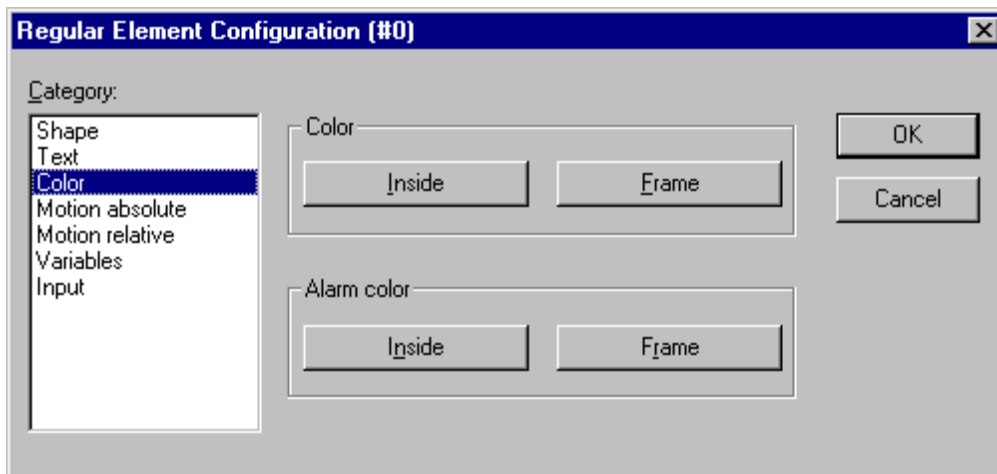 Regular Element Configuration (#0)
Category:
Shape
Text
Color
Motion absolute
Motion relative
Variables
Input
Color
Inside
Frame
Alarm color
Inside
Frame
OK
Cancel